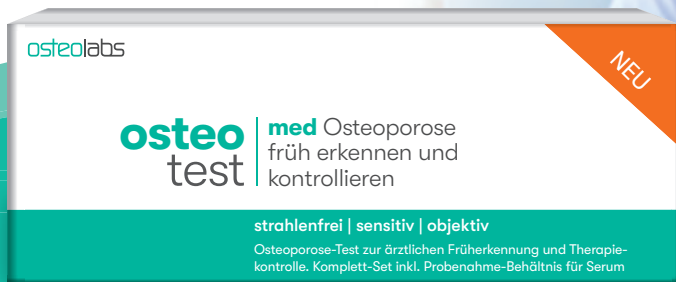 osteolabs
NEU
osteo
test
med Osteoporose
früh erkennen und
kontrollieren
strahlenfrei | sensitiv | objektiv
Osteoporose-Test zur ärztlichen Früherkennung und Therapie-
kontrolle. Komplett-Set inkl. Probenahme-Behältnis für Serum